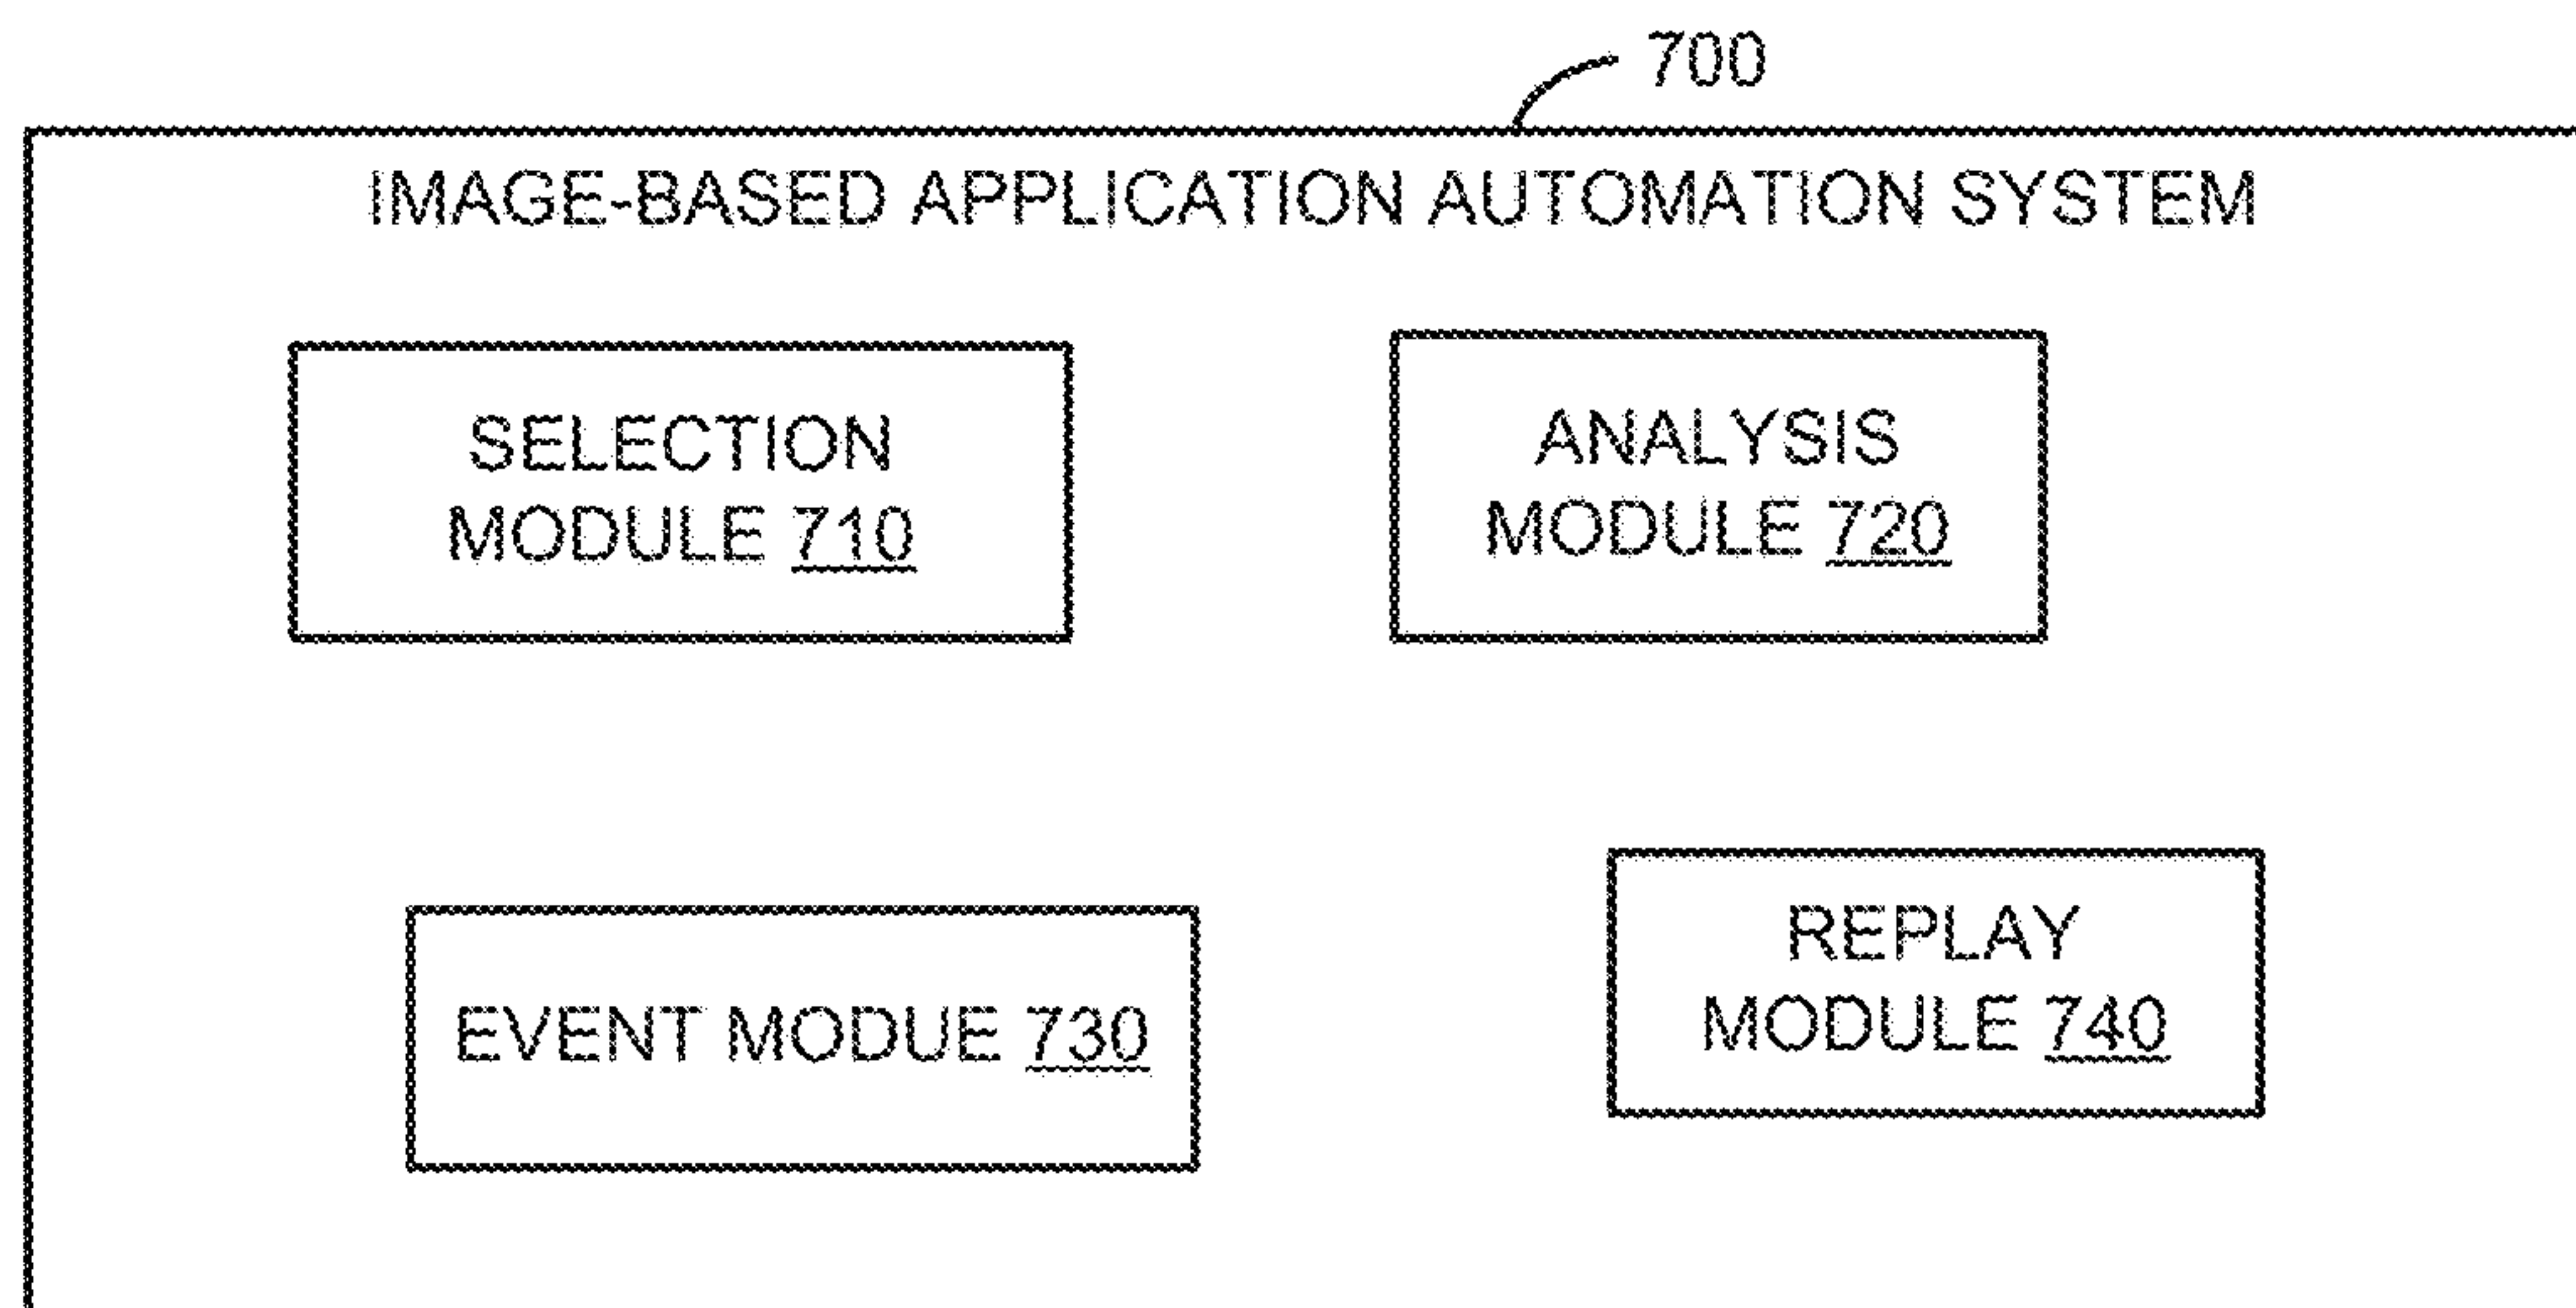 700
IMAGE-BASED APPLICATION AUTOMATION SYSTEM
SELECTION
MODULE 710
ANALYSIS
MODULE 720
EVENT MODUE 730
REPLAY
MODULE 740